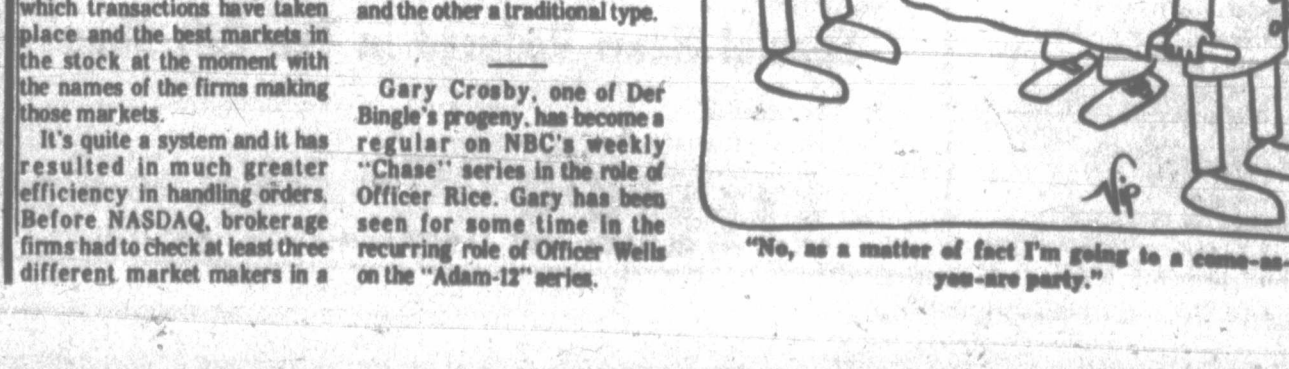 which transactions have taken
place and the best markets in
the stock at the moment with
the names of the firms making
those markets.
It's quite a system and it has
resulted in much greater
efficiency in handling orders.
Before NASDAQ, brokerage
firms had to check at least three
different market makers in a
and the other a traditional type.
Gary Crosby, one of Der
Bingle's progeny, has become a
regular on NBC's weekly
"Chase" series in the role of
Officer Rice. Gary has been
seen for some time in the
recurring role of Officer Wells
on the "Adam-12" series.
Vip
"No, as a matter of fact I'm going to a come-as-
you-are party."